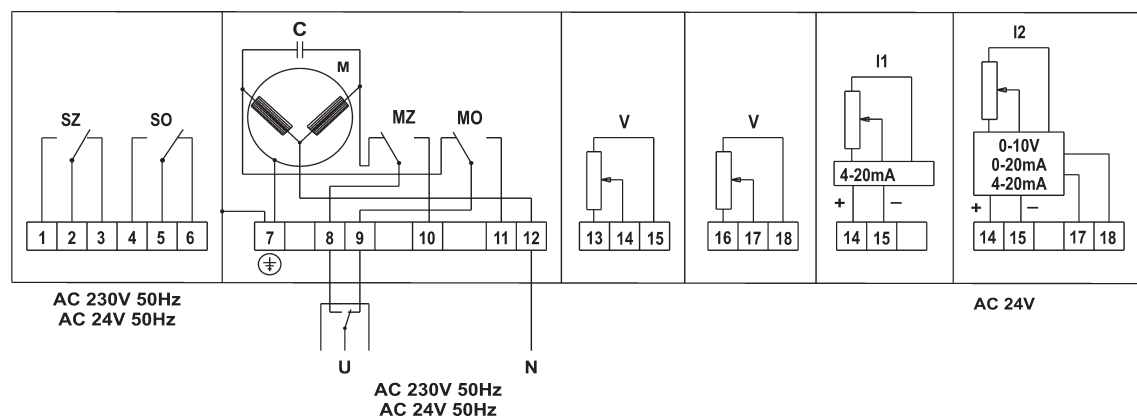 C
M
SZ SO MZ MO V V I1 I2
0-10V
0-20mA
4-20mA
4-20mA
+ – + –
1 2 3 4 5 6 7 8 9 10 11 12 13 14 15 16 17 18 14 15 14 15 17 18
AC 230V 50Hz
AC 24V 50Hz
AC 24V
U N
AC 230V 50Hz
AC 24V 50Hz